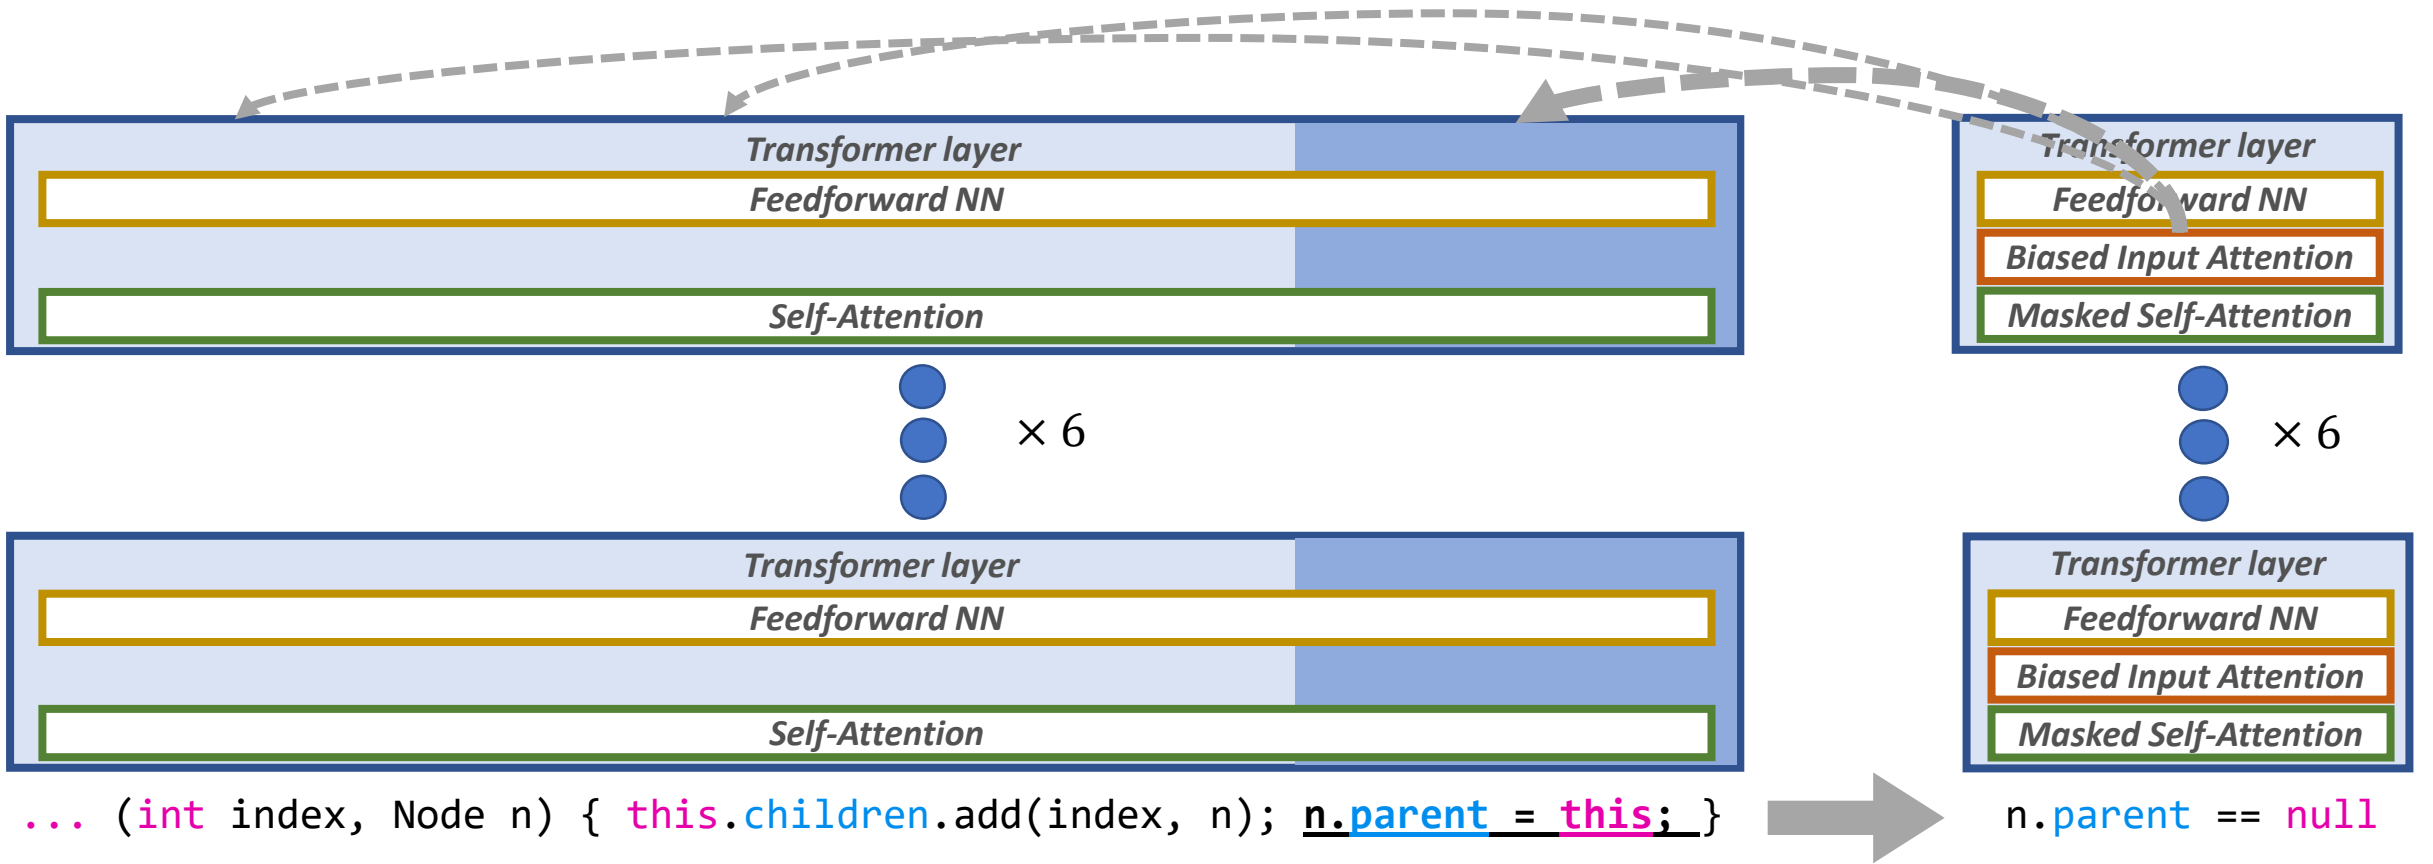 Transformer layer
Feedforward NN
Self-Attention
× 6
Transformer layer
Feedforward NN
Self-Attention
... (int index, Node n) { this.children.add(index, n); n.parent = this; }
Transformer layer
Feedforward NN
Biased Input Attention
Masked Self-Attention
× 6
Transformer layer
Feedforward NN
Biased Input Attention
Masked Self-Attention
n.parent == null